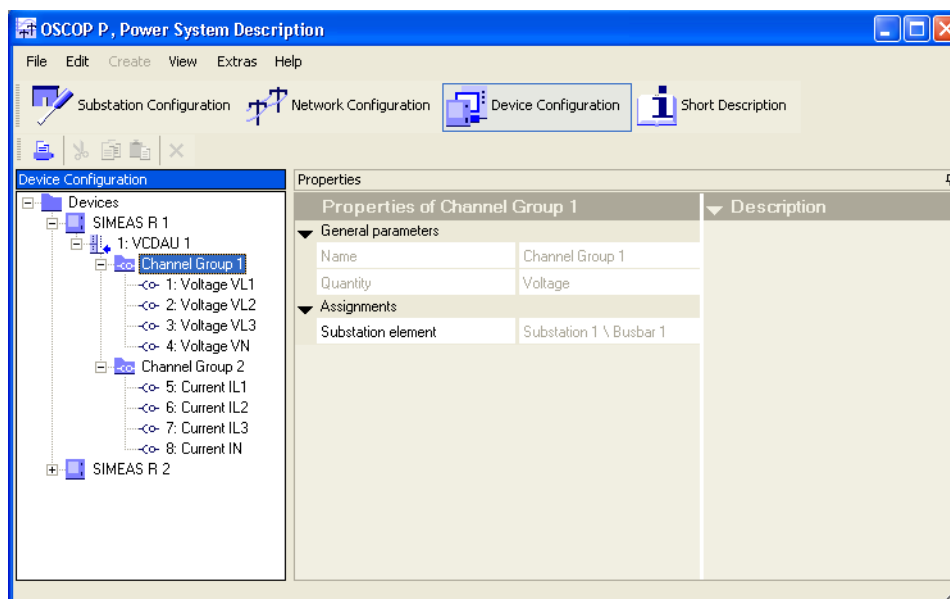 OSCOP P, Power System Description
File Edit Create View Extras Help
Substation Configuration Network Configuration Device Configuration Short Description
Device Configuration Properties
Devices
SIMEAS R 1
1: VCDAU 1
Channel Group 1
1: Voltage VL1
2: Voltage VL2
3: Voltage VL3
4: Voltage VN
Channel Group 2
5: Current IL1
6: Current IL2
7: Current IL3
8: Current IN
SIMEAS R 2
Properties of Channel Group 1 Description
General parameters
Name Channel Group 1
Quantity Voltage
Assignments
Substation element Substation 1 \ Busbar 1